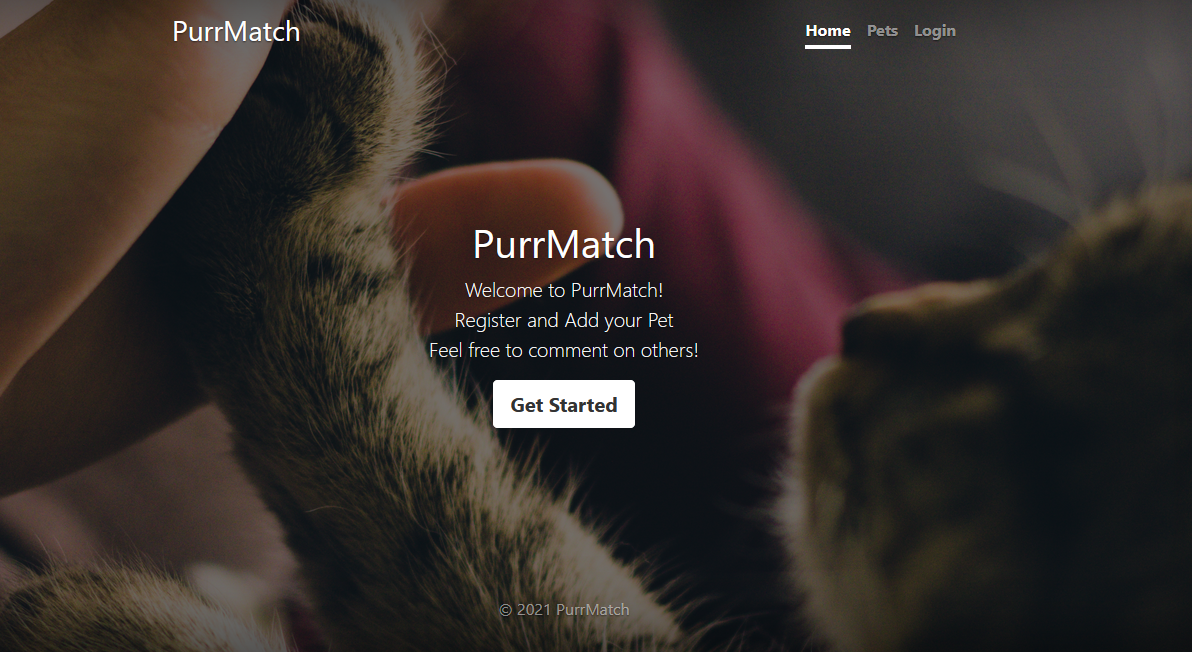 PurrMatch
Home Pets Login
PurrMatch
Welcome to PurrMatch!
Register and Add your Pet
Feel free to comment on others!
Get Started
© 2021 PurrMatch